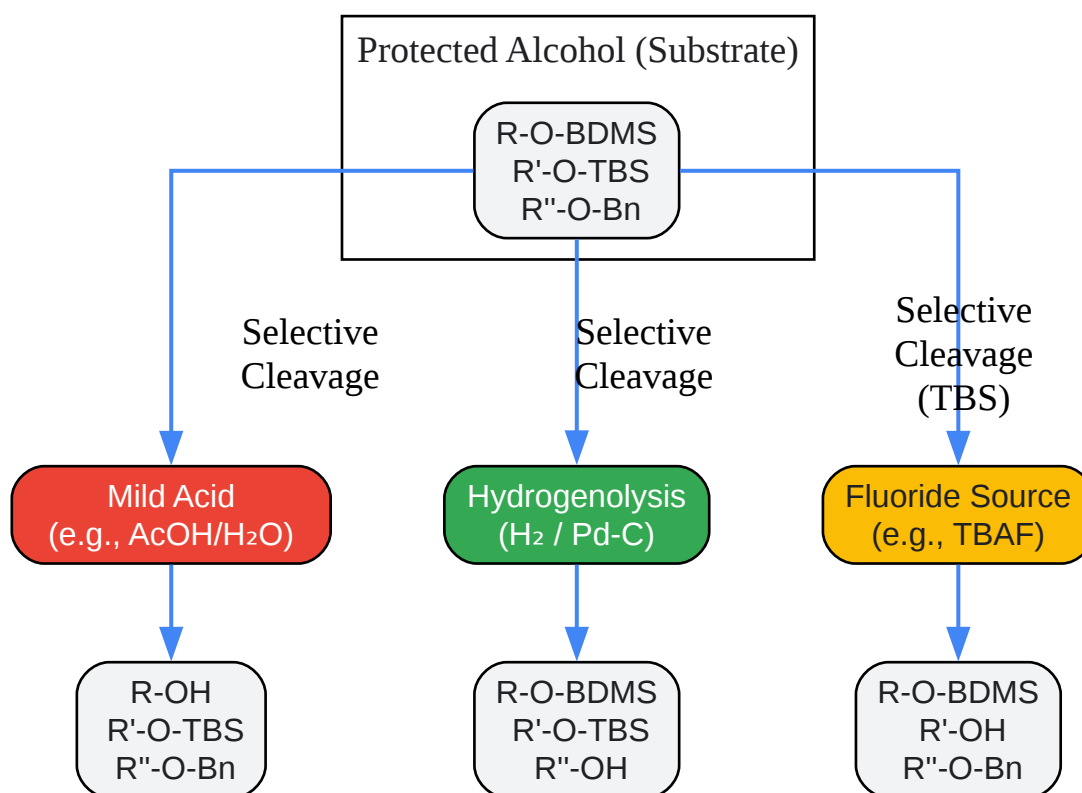 Protected Alcohol (Substrate)
R-O-BDMS
R'-O-TBS
R''-O-Bn
Selective
Cleavage
Selective
Cleavage
Selective
Cleavage
(TBS)
Mild Acid
(e.g., AcOH/H₂O)
Hydrogenolysis
(H₂ / Pd-C)
Fluoride Source
(e.g., TBAF)
R-OH
R'-O-TBS
R''-O-Bn
R-O-BDMS
R'-O-TBS
R''-OH
R-O-BDMS
R'-OH
R''-O-Bn